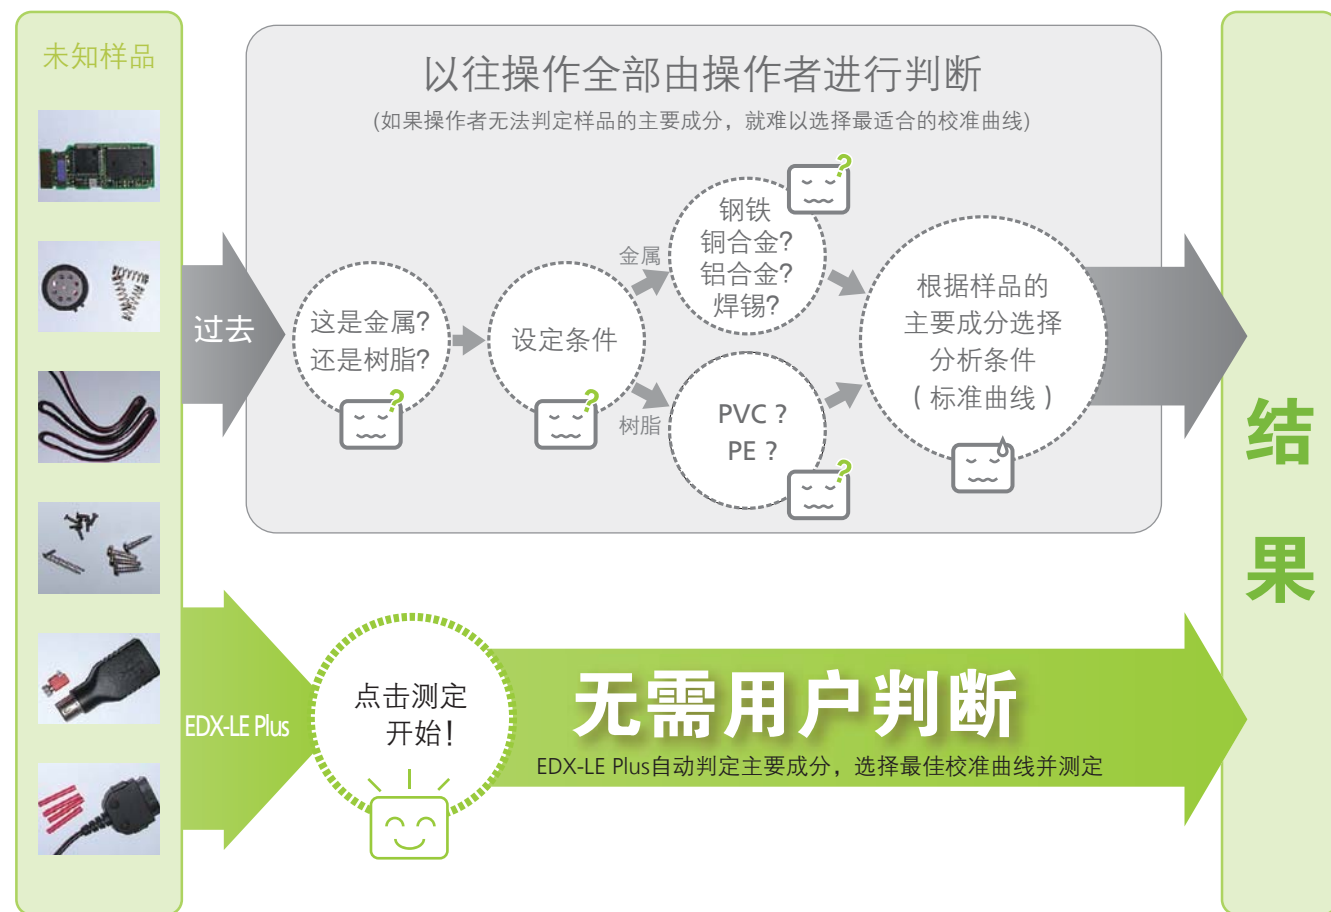 未知样品
以往操作全部由操作者进行判断
(如果操作者无法判定样品的主要成分，就难以选择最适合的校准曲线)
过去
这是金属?
还是树脂?
设定条件
金属
钢铁
铜合金?
铝合金?
焊锡?
树脂
PVC ?
PE ?
根据样品的
主要成分选择
分析条件
（标准曲线）
?
?
?
?
结
果
EDX-LE Plus
点击测定
开始!
无需用户判断
EDX-LE Plus自动判定主要成分，选择最佳校准曲线并测定